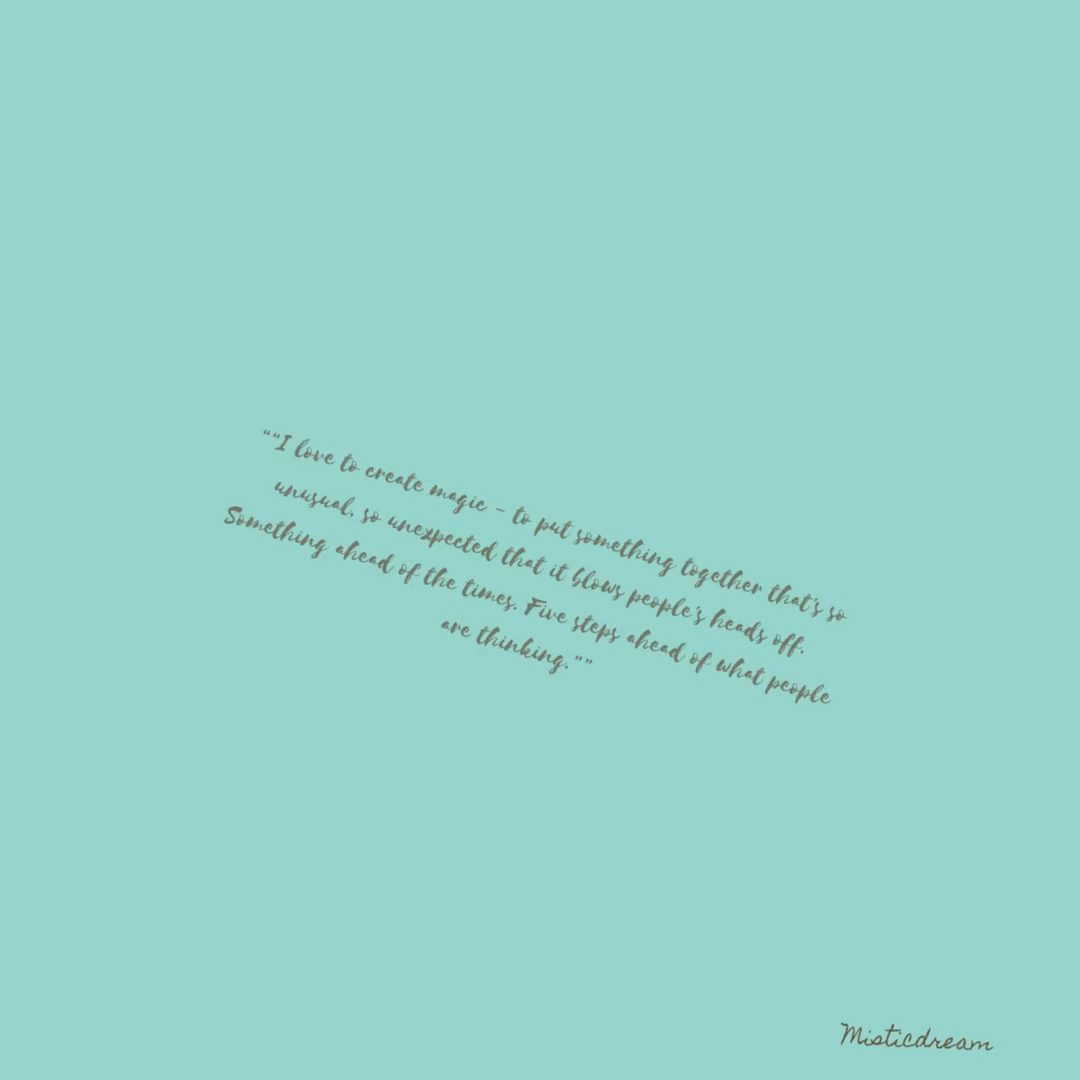 ““I love to create magic – to put something together that's so
unusual, so unexpected that it blows people's heads off.
Something ahead of the times. Five steps ahead of what people
are thinking.””
Misticdream